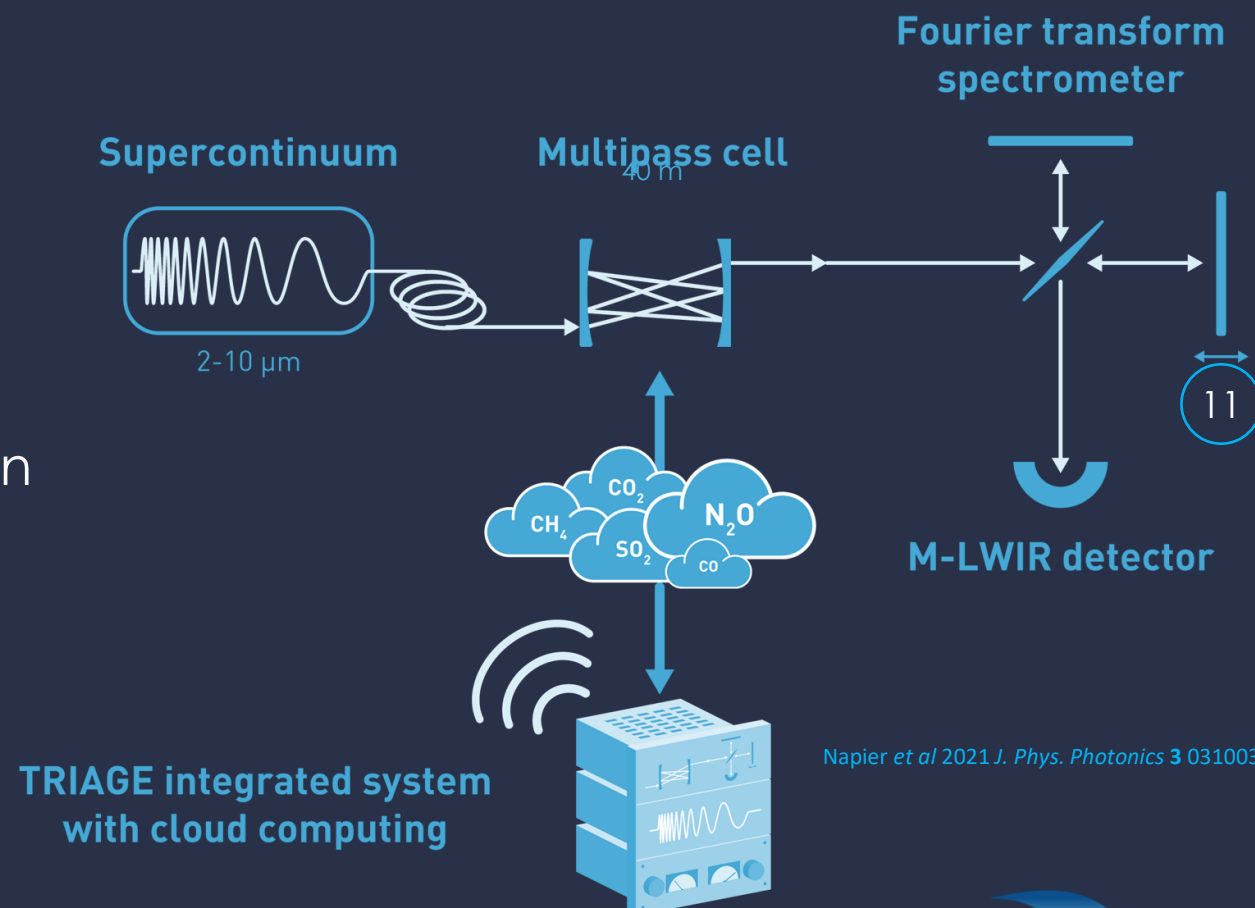 Fourier transform
spectrometer
Supercontinuum
Multipass cell
40 m
2-10 µm
11
n
CO₂
CH₄
N₂O
SO₂
CO
M-LWIR detector
Napier et al 2021 J. Phys. Photonics 3 031003
TRIAGE integrated system
with cloud computing